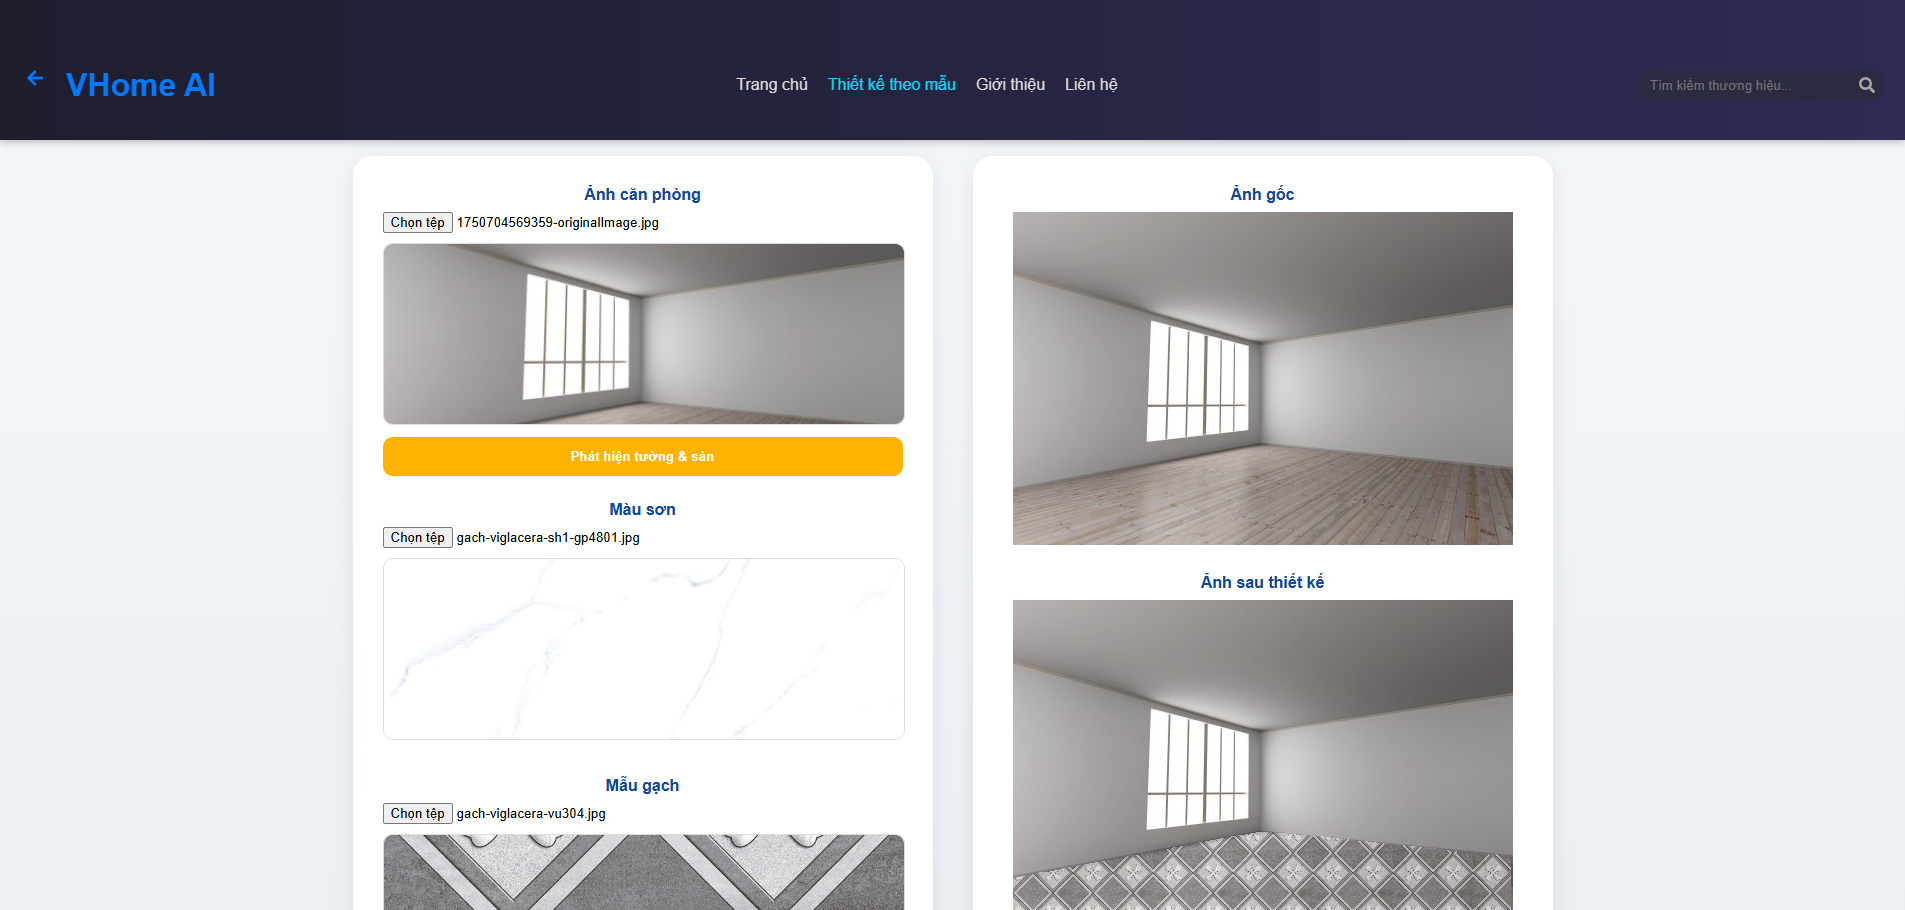 VHome AI
Trang chủ Thiết kế theo mẫu Giới thiệu Liên hệ
Tìm kiếm thương hiệu...
Ảnh căn phòng
Chọn tệp 1750704569359-originalImage.jpg
Phát hiện tường & sàn
Màu sơn
Chọn tệp gach-viglacera-sh1-gp4801.jpg
Mẫu gạch
Chọn tệp gach-viglacera-vu304.jpg
Ảnh gốc
Ảnh sau thiết kế